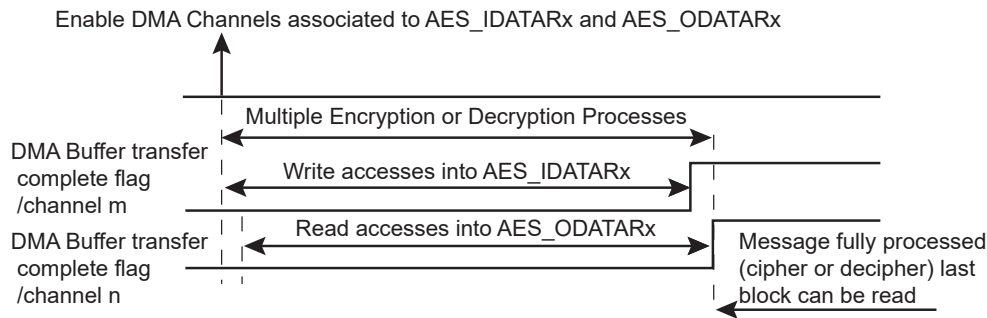 Enable DMA Channels associated to AES_IDATARx and AES_ODATARx
Multiple Encryption or Decryption Processes
DMA Buffer transfer
complete flag
/channel m
Write accesses into AES_IDATARx
Read accesses into AES_ODATARx
DMA Buffer transfer
complete flag
/channel n
Message fully processed
(cipher or decipher) last
block can be read